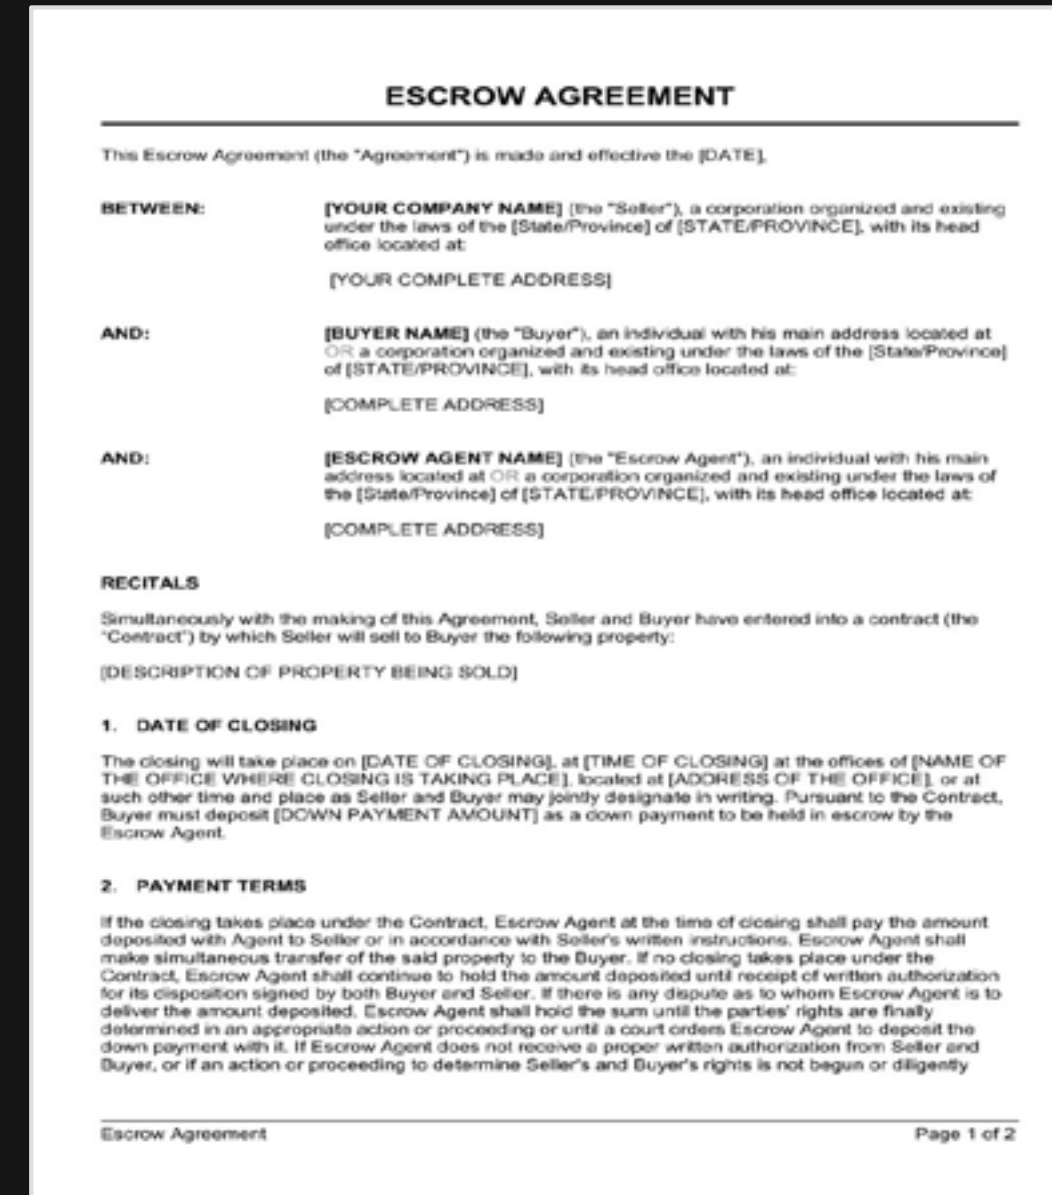 ESCROW AGREEMENT
This Escrow Agreement (the "Agreement") is made and effective the [DATE],
BETWEEN: [YOUR COMPANY NAME] (the "Seller"), a corporation organized and existing
under the laws of the [State/Province] of [STATE/PROVINCE], with its head
office located at:
[YOUR COMPLETE ADDRESS]
AND: [BUYER NAME] (the "Buyer"), an individual with his main address located at
OR a corporation organized and existing under the laws of the [State/Province]
of [STATE/PROVINCE], with its head office located at:
[COMPLETE ADDRESS]
AND: [ESCROW AGENT NAME] (the "Escrow Agent"), an individual with his main
address located at OR a corporation organized and existing under the laws of
the [State/Province] of [STATE/PROVINCE], with its head office located at:
[COMPLETE ADDRESS]
RECITALS
Simultaneously with the making of this Agreement, Seller and Buyer have entered into a contract (the
"Contract") by which Seller will sell to Buyer the following property:
[DESCRIPTION OF PROPERTY BEING SOLD]
1. DATE OF CLOSING
The closing will take place on [DATE OF CLOSING], at [TIME OF CLOSING] at the offices of [NAME OF
THE OFFICE WHERE CLOSING IS TAKING PLACE], located at [ADDRESS OF THE OFFICE], or at
such other time and place as Seller and Buyer may jointly designate in writing. Pursuant to the Contract,
Buyer must deposit [DOWN PAYMENT AMOUNT] as a down payment to be held in escrow by the
Escrow Agent.
2. PAYMENT TERMS
If the closing takes place under the Contract, Escrow Agent at the time of closing shall pay the amount
deposited with Agent to Seller or in accordance with Seller's written instructions. Escrow Agent shall
make simultaneous transfer of the said property to the Buyer. If no closing takes place under the
Contract, Escrow Agent shall continue to hold the amount deposited until receipt of written authorization
for its disposition signed by both Buyer and Seller. If there is any dispute as to whom Escrow Agent is to
deliver the amount deposited, Escrow Agent shall hold the sum until the parties' rights are finally
determined in an appropriate action or proceeding or until a court orders Escrow Agent to deposit the
down payment with it. If Escrow Agent does not receive a proper written authorization from Seller and
Buyer, or if an action or proceeding to determine Seller's and Buyer's rights is not begun or diligently
Escrow Agreement Page 1 of 2